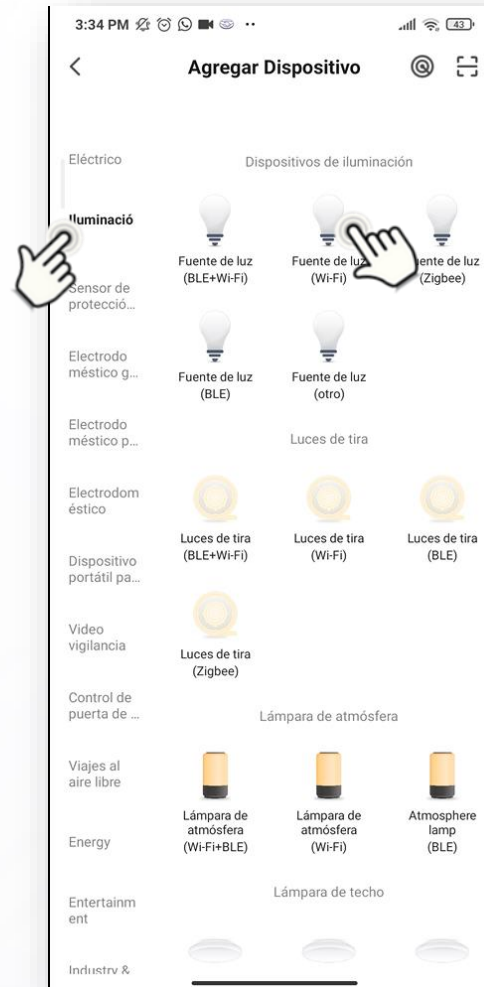 3:34 PM
43
Agregar Dispositivo
Eléctrico
Iluminació
Sensor de
protecció...
Electrodo
méstico g...
Electrodo
méstico p...
Electrodom
éstico
Dispositivo
portátil pa...
Video
vigilancia
Control de
puerta de ...
Viajes al
aire libre
Energy
Entertainm
ent
Industry &
Dispositivos de iluminación
Fuente de luz
(BLE+Wi-Fi)
Fuente de luz
(Wi-Fi)
ente de luz
(Zigbee)
Fuente de luz
(BLE)
Fuente de luz
(otro)
Luces de tira
Luces de tira
(BLE+Wi-Fi)
Luces de tira
(Wi-Fi)
Luces de tira
(BLE)
Luces de tira
(Zigbee)
Lámpara de atmósfera
Lámpara de
atmósfera
(Wi-Fi+BLE)
Lámpara de
atmósfera
(Wi-Fi)
Atmosphere
lamp
(BLE)
Lámpara de techo